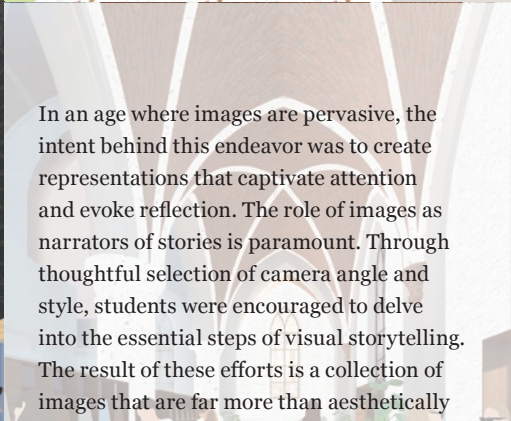 In an age where images are pervasive, the
intent behind this endeavor was to create
representations that captivate attention
and evoke reflection. The role of images as
narrators of stories is paramount. Through
thoughtful selection of camera angle and
style, students were encouraged to delve
into the essential steps of visual storytelling.
The result of these efforts is a collection of
images that are far more than aesthetically